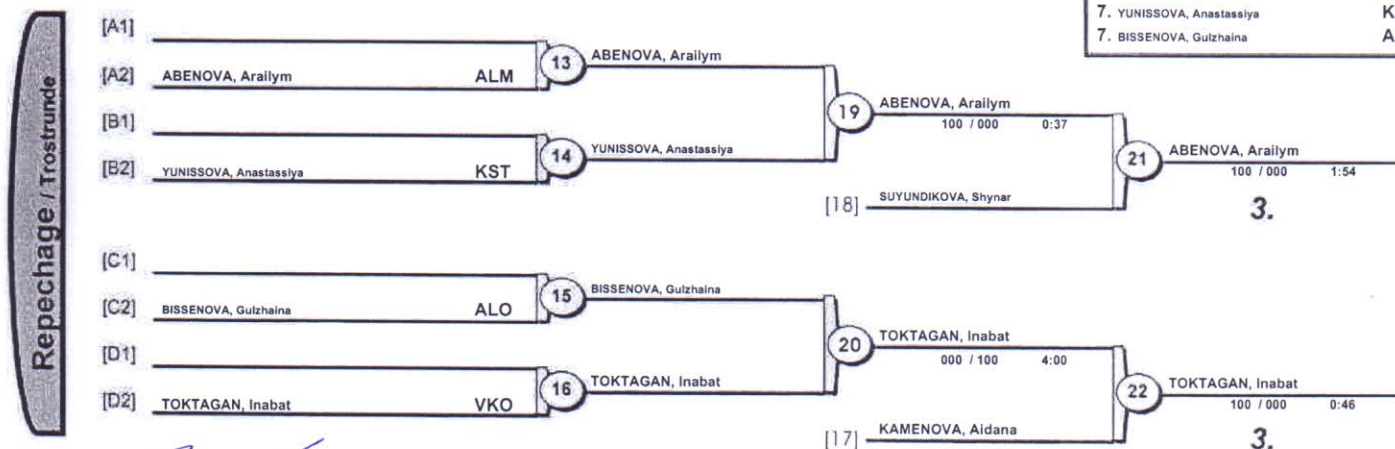 7. YUNISSOVA, Anastassiya K
7. BISSENOVA, Gulzhaina A
Repechage / Trostrunde
[A1]
[A2] ABENOVA, Arailym ALM
13 ABENOVA, Arailym
[B1]
[B2] YUNISSOVA, Anastassiya KST
14 YUNISSOVA, Anastassiya
19 ABENOVA, Arailym
100 / 000 0:37
[18] SUYUNDIKOVA, Shynar
21 ABENOVA, Arailym
100 / 000 1:54
3.
[C1]
[C2] BISSENOVA, Gulzhaina ALO
15 BISSENOVA, Gulzhaina
[D1]
[D2] TOKTAGAN, Inabat VKO
16 TOKTAGAN, Inabat
20 TOKTAGAN, Inabat
000 / 100 4:00
[17] KAMENOVA, Aidana
22 TOKTAGAN, Inabat
100 / 000 0:46
3.